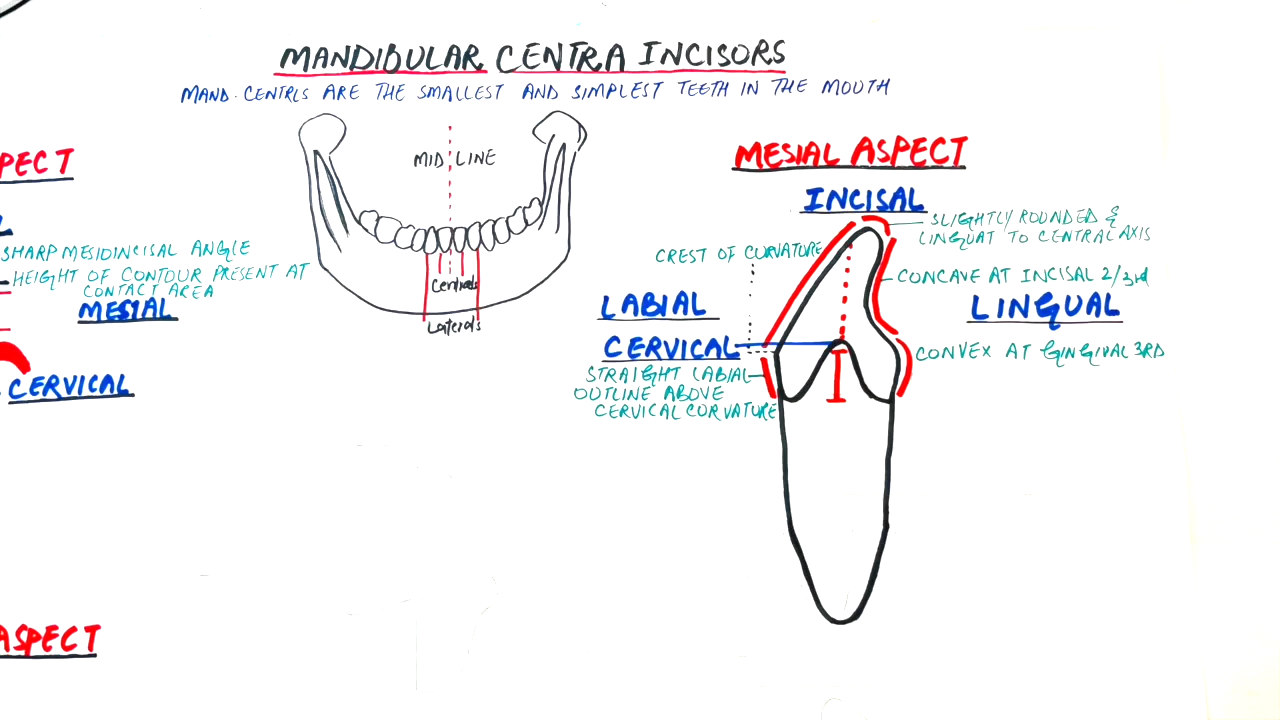 MANDIBULAR CENTRA INCISORS
MAND. CENTRLS ARE THE SMALLEST AND SIMPLEST TEETH IN THE MOUTH
PECT
L
SHARP MESIOINCISAL ANGLE
HEIGHT OF CONTOUR PRESENT AT
CONTACT AREA
MESIAL
CERVICAL
ASPECT
MID LINE
Centrals
Laterals
MESIAL ASPECT
INCISAL
SLIGHTLY ROUNDED &
LINGUAT TO CENTRAL AXIS
CREST OF CURVATURE
CONCAVE AT INCISAL 2/3rd
LABIAL
LINGUAL
CERVICAL
CONVEX AT GINGIVAL 3RD
STRAIGHT LABIAL
OUTLINE ABOVE
CERVICAL CORVATURE